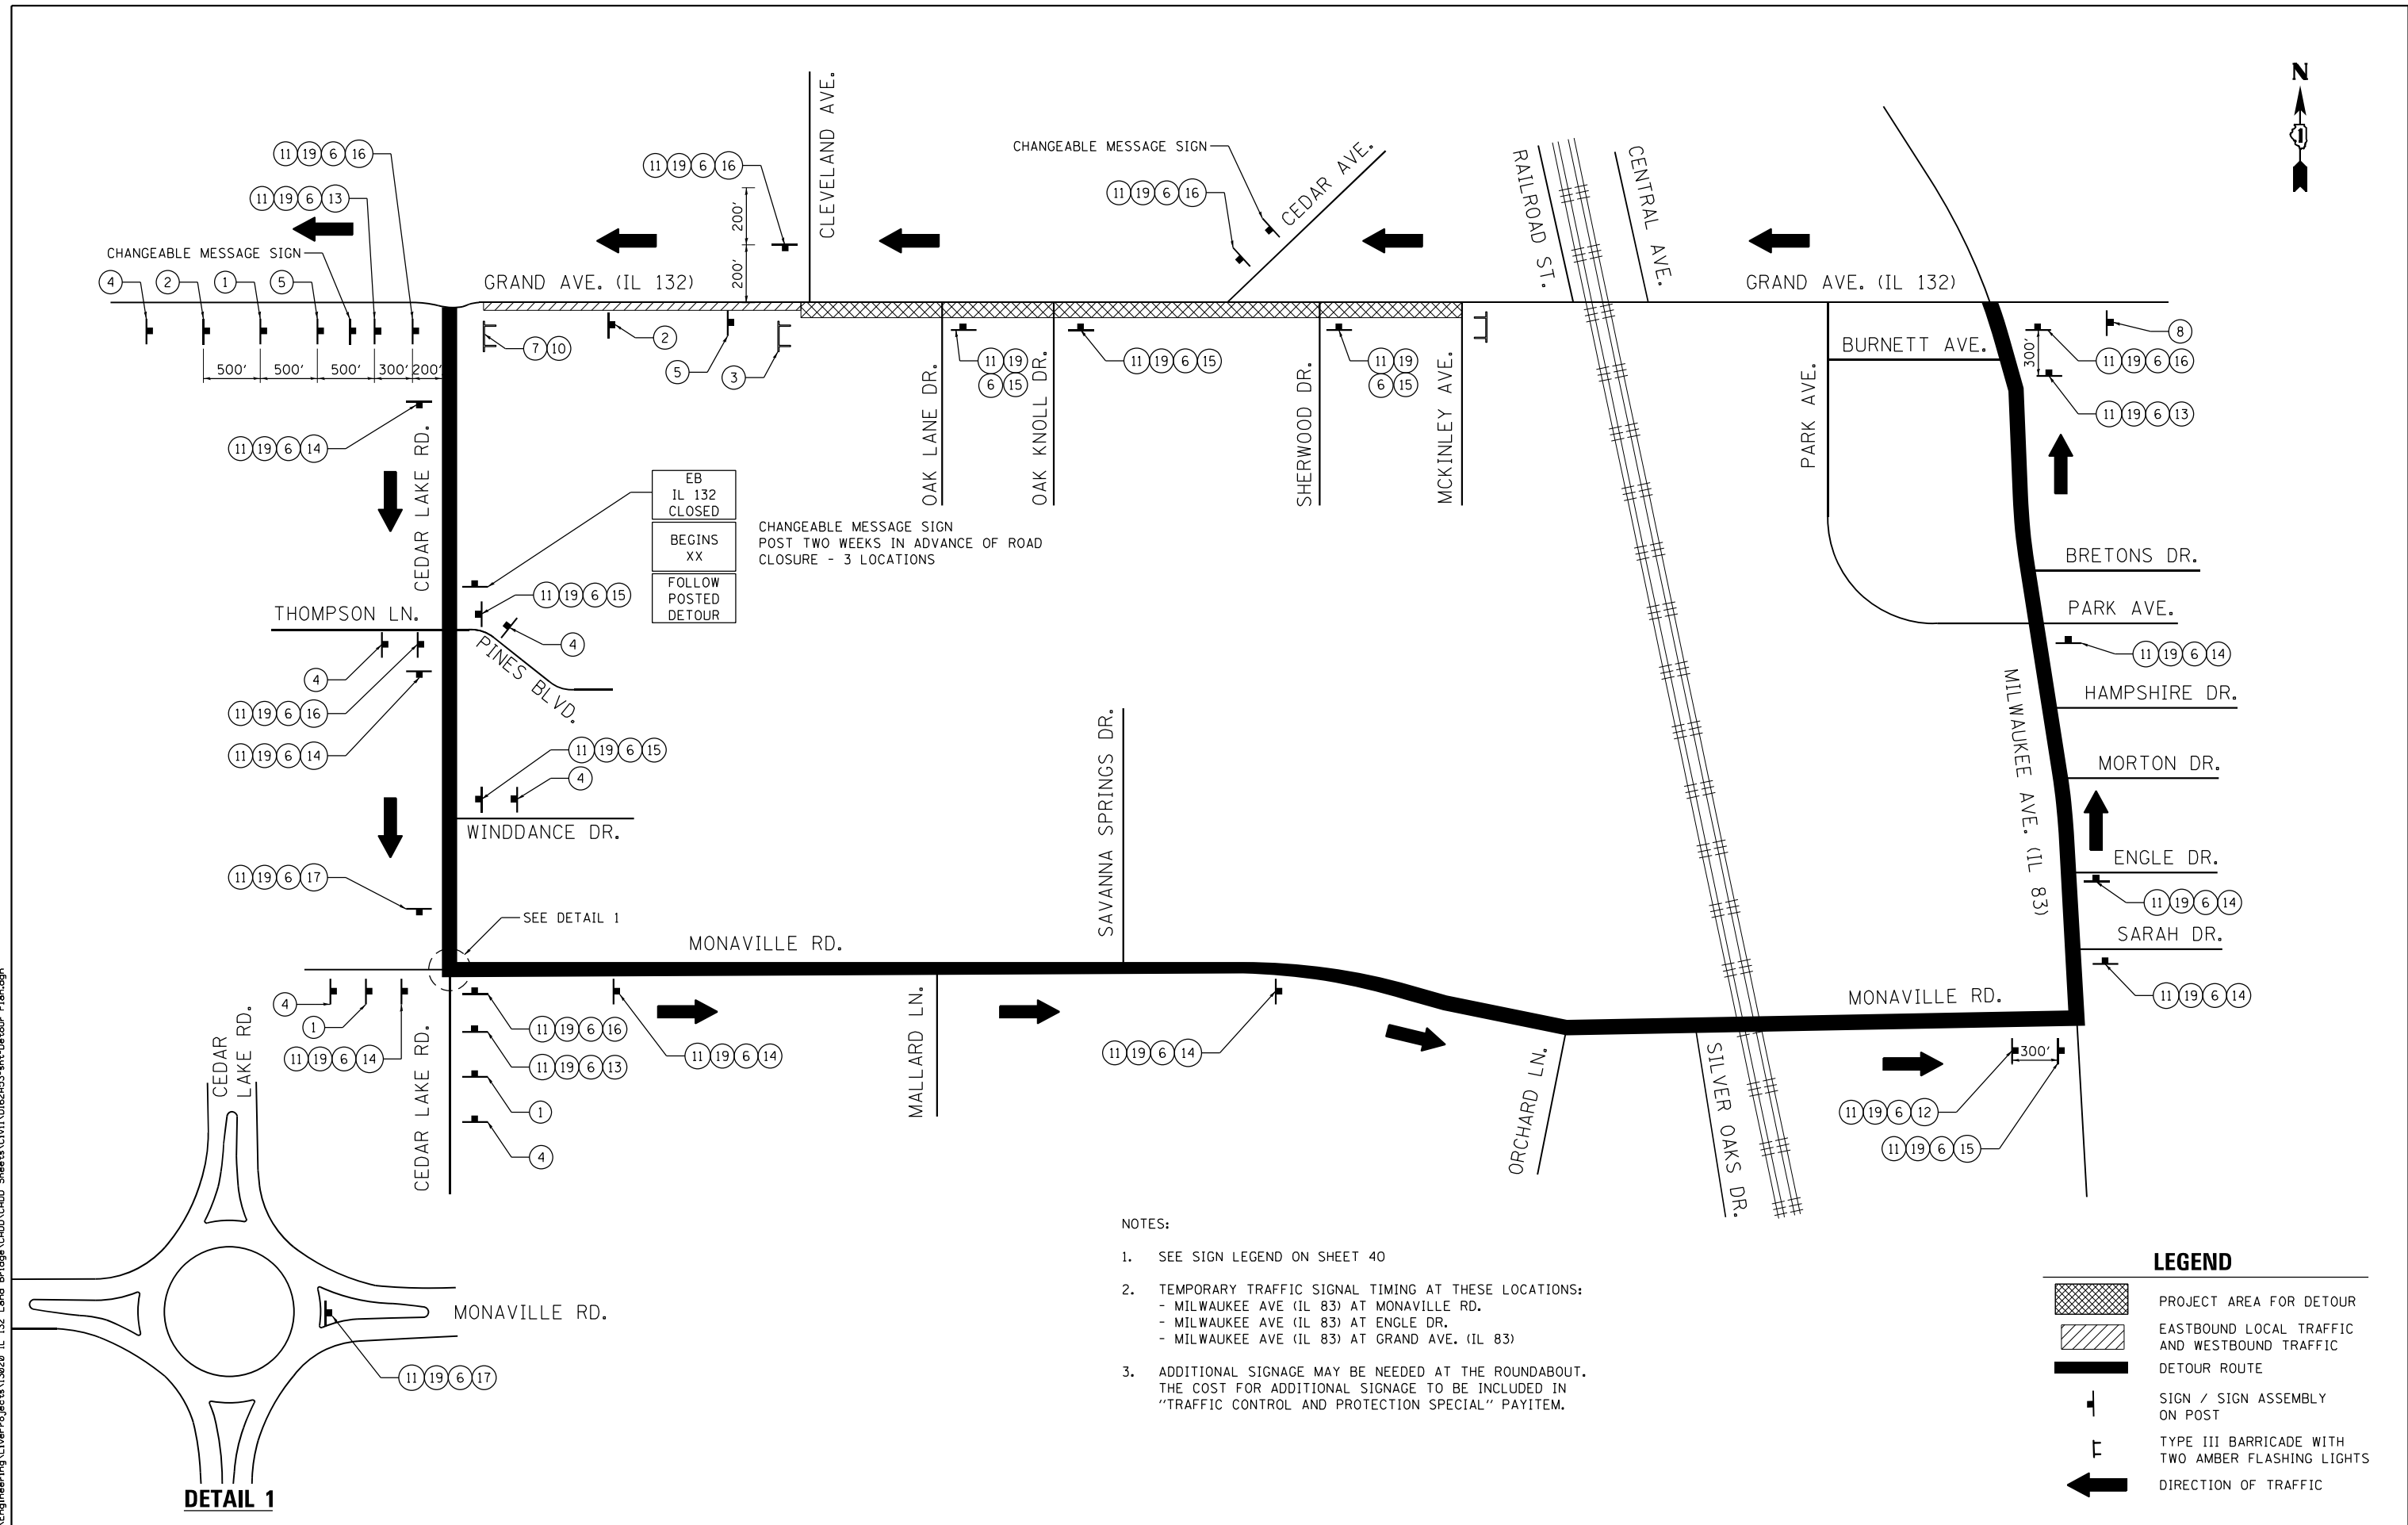 N
1
CLEVELAND AVE.
11 19 6 16
11 19 6 13
CHANGEABLE MESSAGE SIGN
4 2 1 5
500' 500' 500' 300' 200'
11 19 6 16
200'
200'
GRAND AVE. (IL 132)
CHANGEABLE MESSAGE SIGN
11 19 6 16
CEDAR AVE.
RAILROAD ST.
CENTRAL AVE.
GRAND AVE. (IL 132)
7 10
2
5
3
11 19
6 15
11 19 6 15
11 19
6 15
OAK LANE DR.
OAK KNOLL DR.
SHERWOOD DR.
MCKINLEY AVE.
PARK AVE.
BURNETT AVE.
300'
8
11 19 6 16
11 19 6 13
11 19 6 14
CEDAR LAKE RD.
EB
IL 132
CLOSED
BEGINS
XX
FOLLOW
POSTED
DETOUR
CHANGEABLE MESSAGE SIGN
POST TWO WEEKS IN ADVANCE OF ROAD
CLOSURE - 3 LOCATIONS
THOMPSON LN.
11 19 6 15
4
PINES BLVD.
4
11 19 6 16
11 19 6 14
11 19 6 15
4
WINDDANCE DR.
11 19 6 17
SEE DETAIL 1
BRETONS DR.
PARK AVE.
11 19 6 14
HAMPSHIRE DR.
MILWAUKEE AVE. (IL 83)
MORTON DR.
ENGLE DR.
11 19 6 14
SARAH DR.
11 19 6 14
MONAVILLE RD.
SAVANNA SPRINGS DR.
MONAVILLE RD.
4
1
11 19 6 14
CEDAR LAKE RD.
11 19 6 16
11 19 6 13
1
4
11 19 6 14
MALLARD LN.
11 19 6 14
ORCHARD LN.
SILVER OAKS DR.
300'
11 19 6 12
11 19 6 15
CEDAR
LAKE RD.
MONAVILLE RD.
11 19 6 17
DETAIL 1
NOTES:
1. SEE SIGN LEGEND ON SHEET 40
2. TEMPORARY TRAFFIC SIGNAL TIMING AT THESE LOCATIONS:
- MILWAUKEE AVE (IL 83) AT MONAVILLE RD.
- MILWAUKEE AVE (IL 83) AT ENGLE DR.
- MILWAUKEE AVE (IL 83) AT GRAND AVE. (IL 83)
3. ADDITIONAL SIGNAGE MAY BE NEEDED AT THE ROUNDABOUT.
THE COST FOR ADDITIONAL SIGNAGE TO BE INCLUDED IN
"TRAFFIC CONTROL AND PROTECTION SPECIAL" PAYITEM.
LEGEND
PROJECT AREA FOR DETOUR
EASTBOUND LOCAL TRAFFIC
AND WESTBOUND TRAFFIC
DETOUR ROUTE
SIGN / SIGN ASSEMBLY
ON POST
TYPE III BARRICADE WITH
TWO AMBER FLASHING LIGHTS
DIRECTION OF TRAFFIC